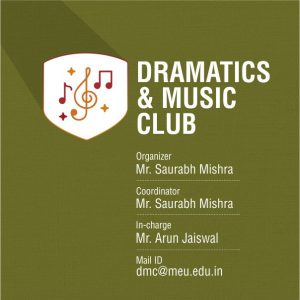 DRAMATICS
& MUSIC
CLUB
Organizer
Mr. Saurabh Mishra
Coordinator
Mr. Saurabh Mishra
In-charge
Mr. Arun Jaiswal
Mail ID
dmc@meu.edu.in